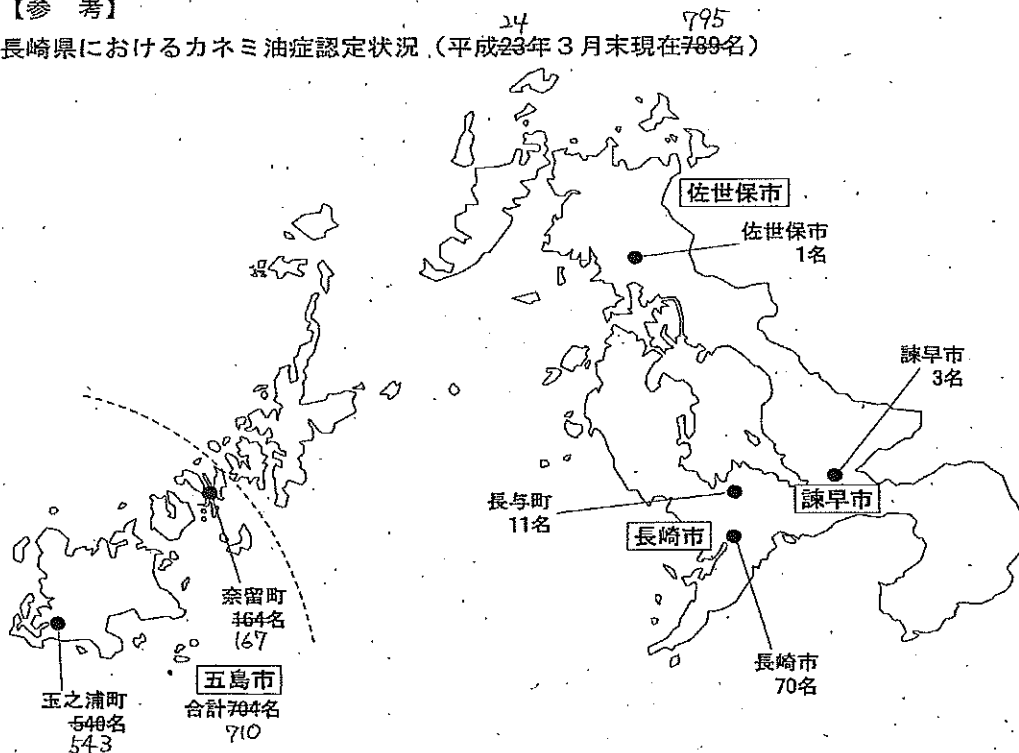 【参 考】
24 795
長崎県におけるカネミ油症認定状況 (平成23年3月末現在789名)
佐世保市
佐世保市
1名
諫早市
3名
長与町
11名
諫早市
長崎市
奈留町
164名
167
長崎市
70名
五島市
合計704名
710
玉之浦町
540名
543